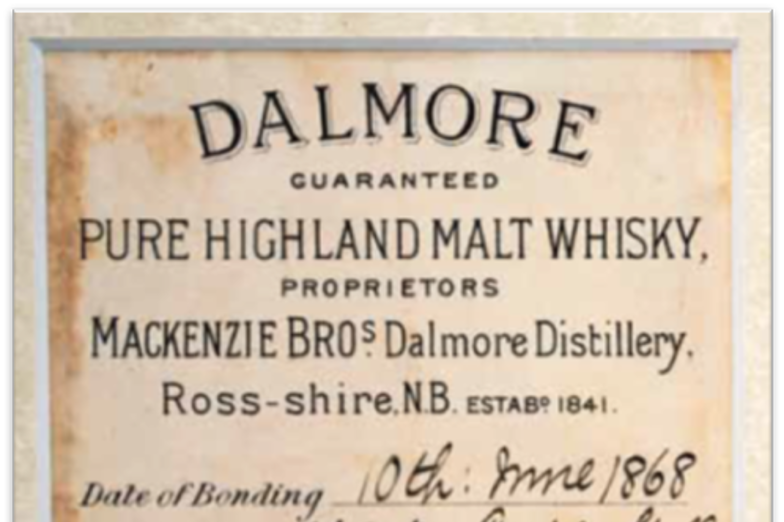 DALMORE
GUARANTEED
PURE HIGHLAND MALT WHISKY,
PROPRIETORS
MACKENZIE BROS. Dalmore Distillery,
Ross-shire, N.B. ESTABD 1841.
Date of Bonding 10th: June 1868